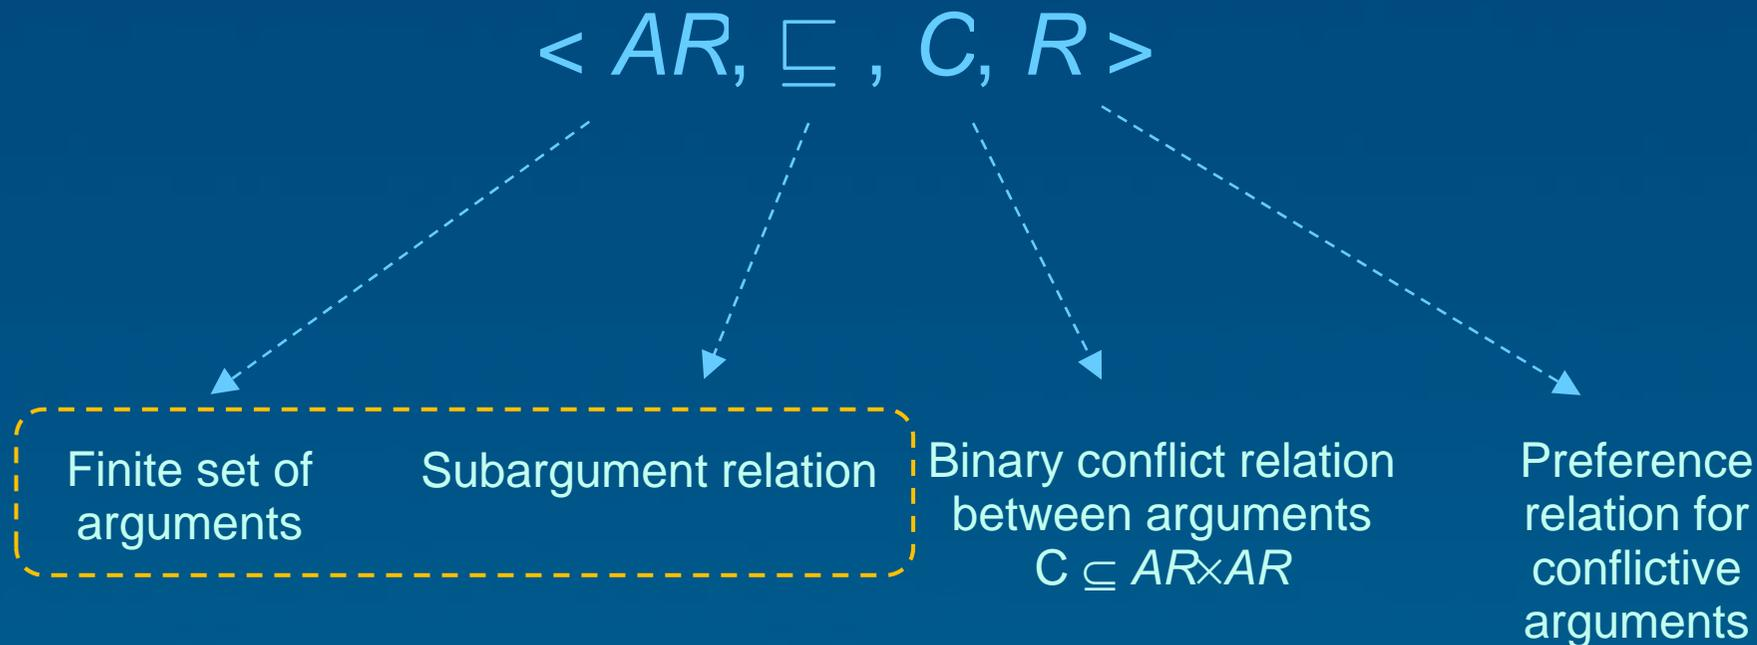 < AR, ⊑ , C, R >
Finite set of
arguments
Subargument relation
Binary conflict relation
between arguments
C ⊆ AR×AR
Preference
relation for
conflictive
arguments